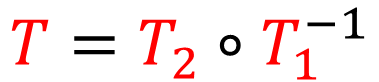 T = T₂ ∘ T₁⁻¹